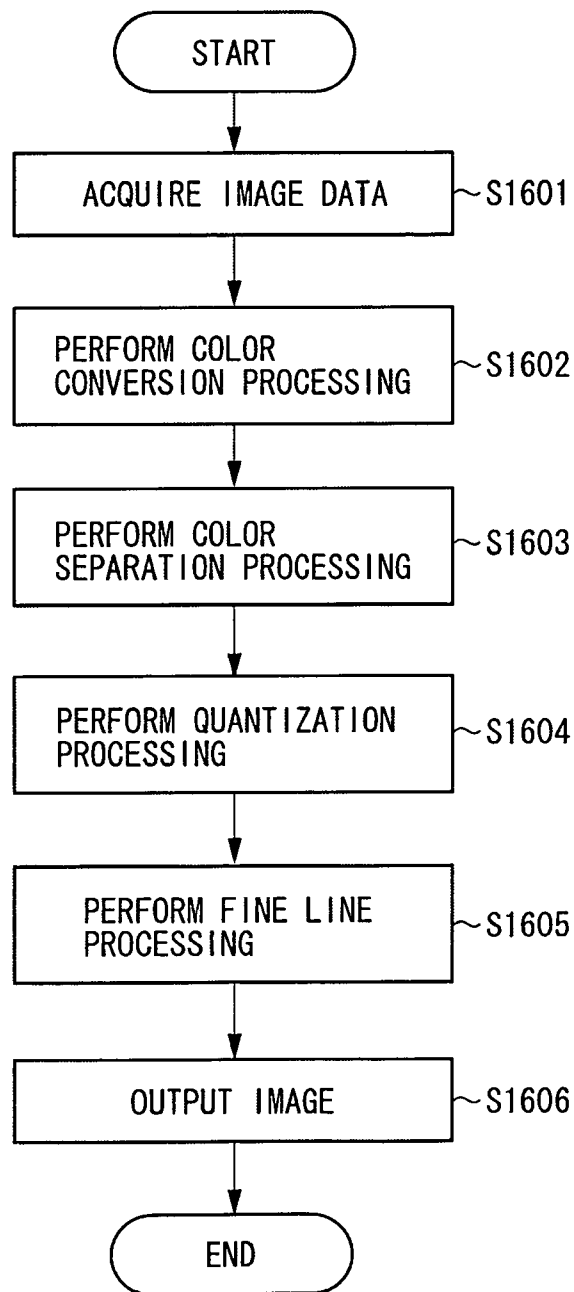 START
ACQUIRE IMAGE DATA
~S1601
PERFORM COLOR
CONVERSION PROCESSING
~S1602
PERFORM COLOR
SEPARATION PROCESSING
~S1603
PERFORM QUANTIZATION
PROCESSING
~S1604
PERFORM FINE LINE
PROCESSING
~S1605
OUTPUT IMAGE
~S1606
END